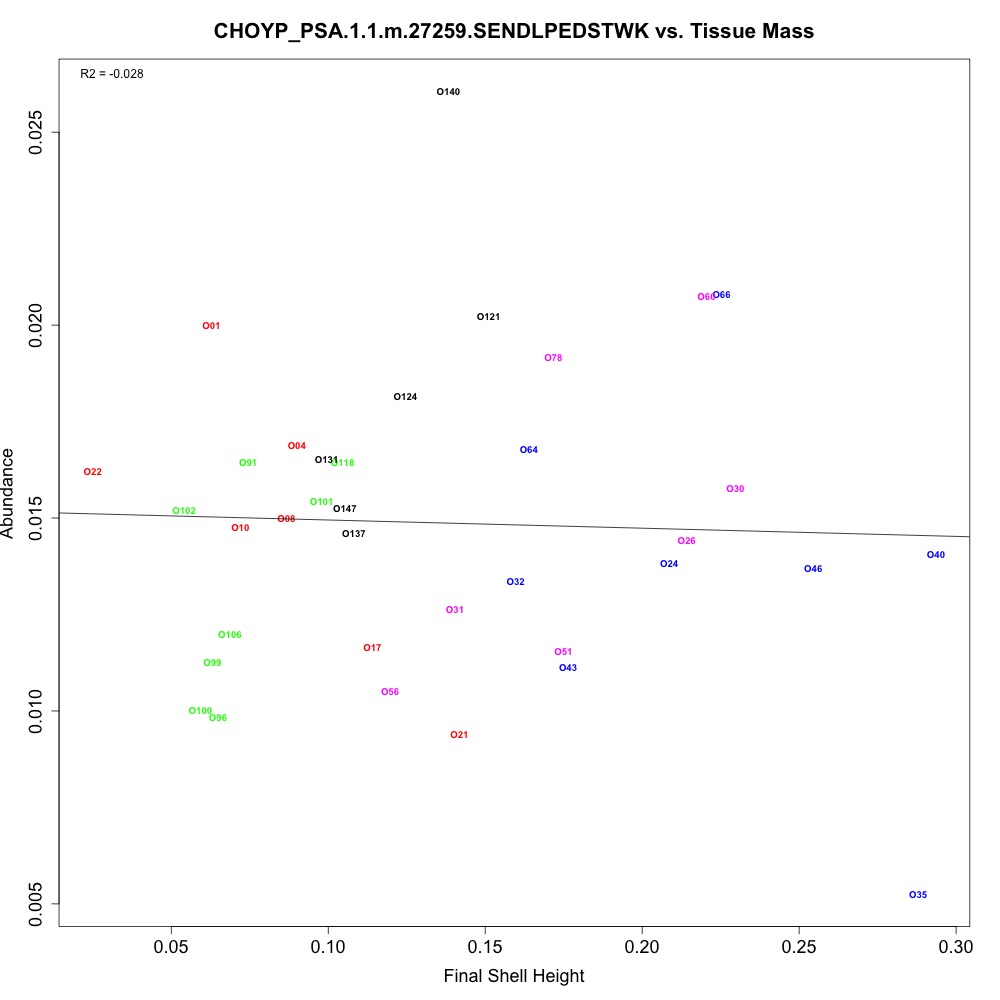 CHOYP_PSA.1.1.m.27259.SENDLPEDSTWK vs. Tissue Mass
R2 = -0.028
O140
0.025
O60 O66
O121
0.020
O01
O78
O124
O04
O64
O131
O91
O118
O22
O30
O101
O102
O147
0.015
O08
O10
O137
O26
O40
O24
O46
O32
O31
O106
O17
O51
O99
O43
O56
0.010
O100
O96
O21
O35
0.005
Abundance
0.05 0.10 0.15 0.20 0.25 0.30
Final Shell Height